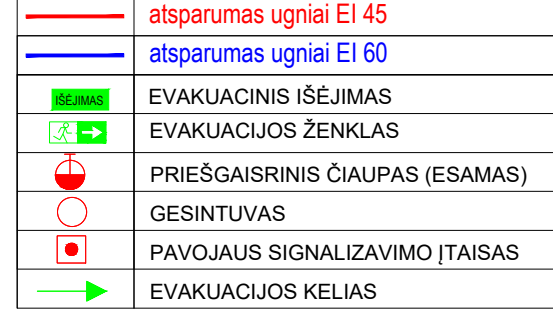 atsparumas ugniai EI 45
atsparumas ugniai EI 60
IŠĖJIMAS EVAKUACINIS IŠĖJIMAS
EVAKUACIJOS ŽENKLAS
PRIEŠGAISRINIS ČIAUPAS (ESAMAS)
GESINTUVAS
PAVOJAUS SIGNALIZAVIMO ĮTAISAS
EVAKUACIJOS KELIAS